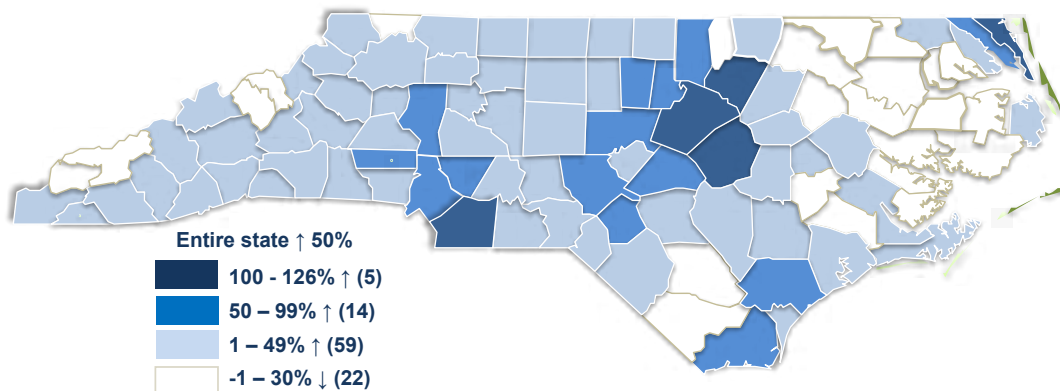 Entire state ↑ 50%
100 - 126% ↑ (5)
50 – 99% ↑ (14)
1 – 49% ↑ (59)
-1 – 30% ↓ (22)